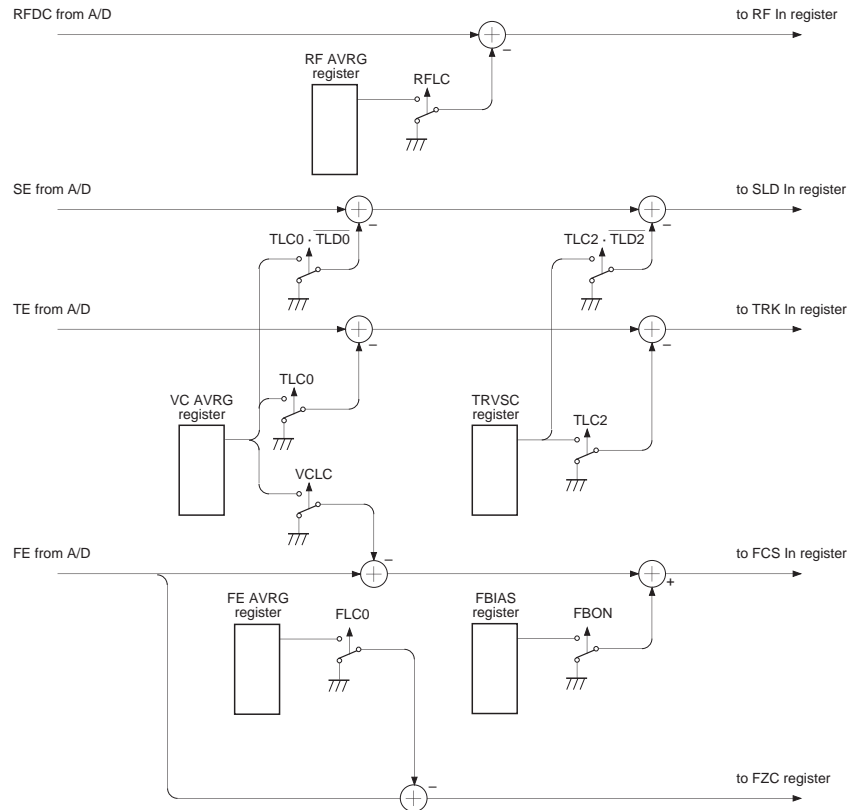 RFDC from A/D
to RF In register
RF AVRG
register
RFLC
–
SE from A/D
to SLD In register
–
–
TLC0 · T̅L̅D̅0̅
TLC2 · T̅L̅D̅2̅
TE from A/D
to TRK In register
–
–
TLC0
VC AVRG
register
TRVSC
register
TLC2
VCLC
FE from A/D
to FCS In register
–
+
FE AVRG
register
FLC0
FBIAS
register
FBON
to FZC register
–